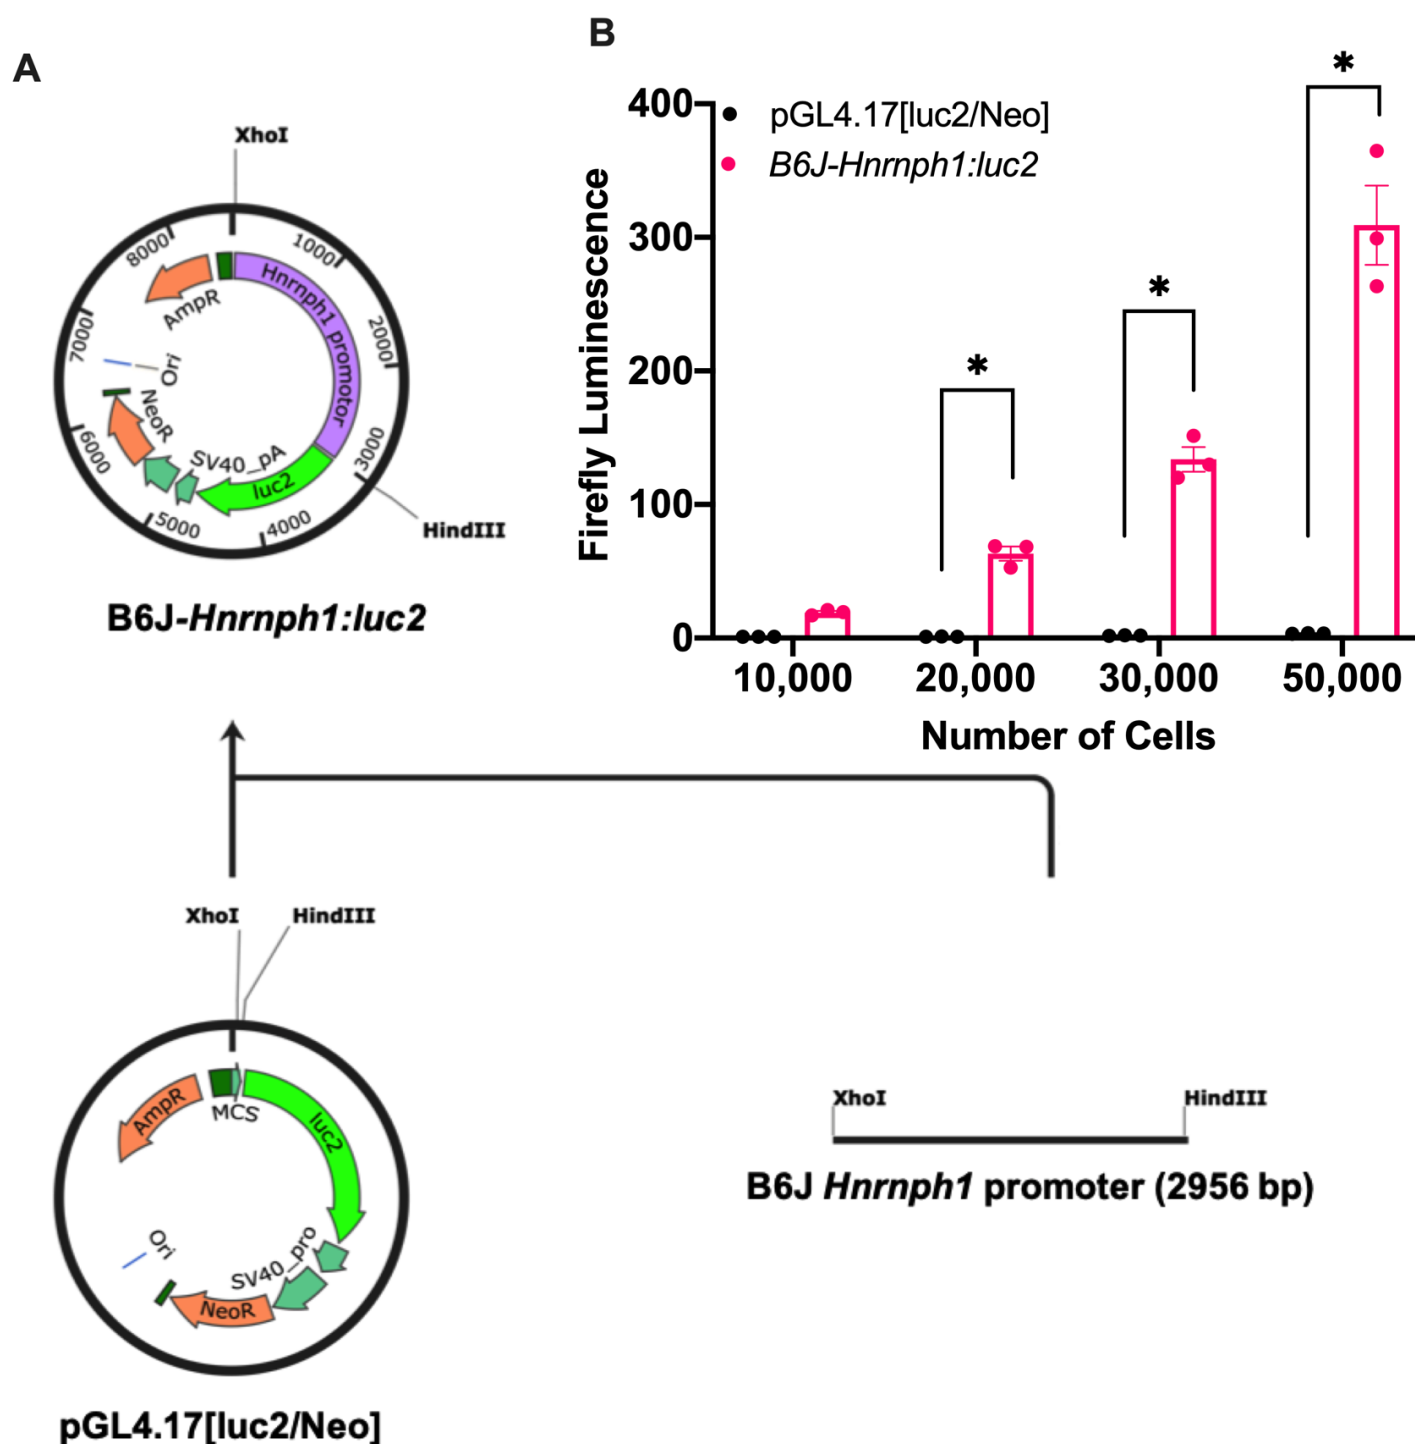 A
XhoI
8000
1000
2000
3000
4000
5000
6000
7000
AmpR
Hnrnph1 promotor
Ori
NeoR
SV40_pA
luc2
HindIII
B6J-Hnrnph1:luc2
B
*
*
*
pGL4.17[luc2/Neo]
B6J-Hnrnph1:luc2
Firefly Luminescence
400
300
200
100
0
10,000 20,000 30,000 50,000
Number of Cells
XhoI HindIII
AmpR
MCS
luc2
Ori
SV40_pro
NeoR
pGL4.17[luc2/Neo]
XhoI HindIII
B6J Hnrnph1 promoter (2956 bp)